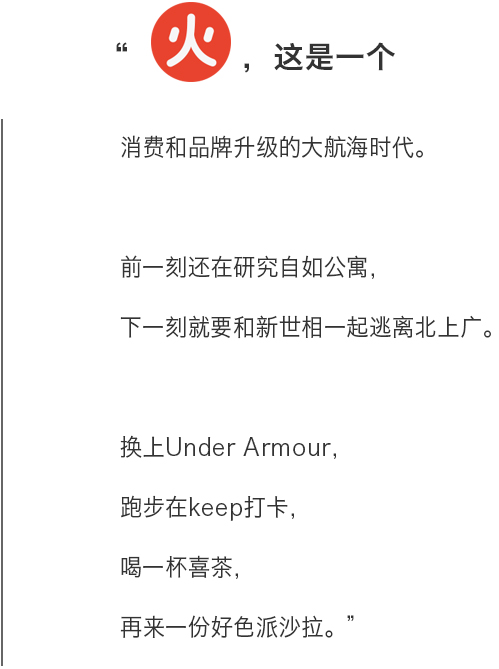 “ 火 ，这是一个
消费和品牌升级的大航海时代。
前一刻还在研究自如公寓，
下一刻就要和新世相一起逃离北上广。
换上Under Armour，
跑步在keep打卡，
喝一杯喜茶，
再来一份好色派沙拉。”